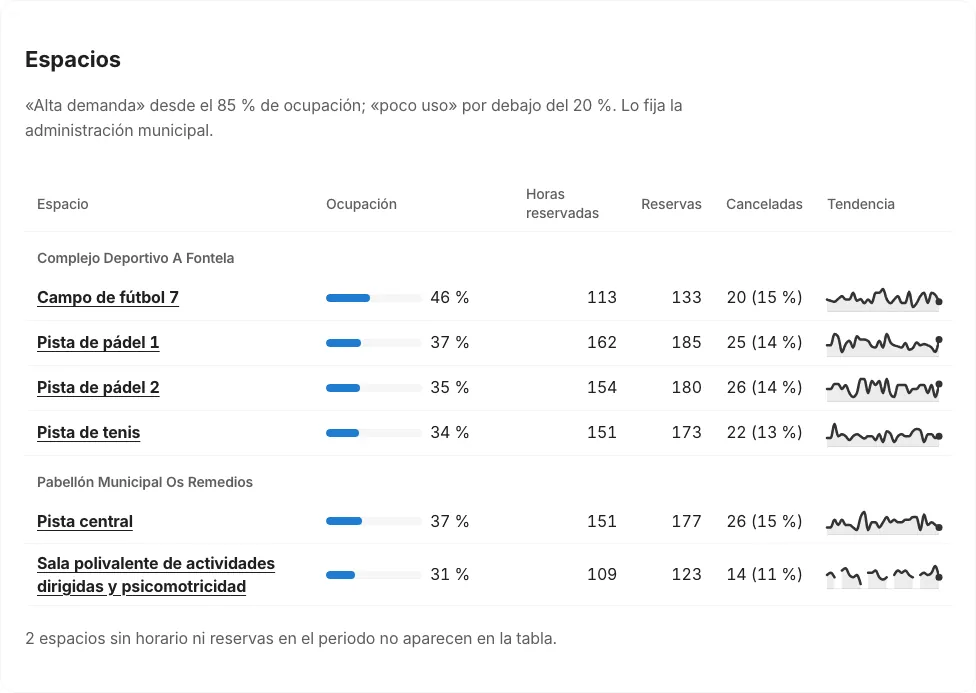 Espacios
«Alta demanda» desde el 85 % de ocupación; «poco uso» por debajo del 20 %. Lo fija la
administración municipal.
Espacio Ocupación Horas reservadas Reservas Canceladas Tendencia
Complejo Deportivo A Fontela
Campo de fútbol 7 46 % 113 133 20 (15 %)
Pista de pádel 1 37 % 162 185 25 (14 %)
Pista de pádel 2 35 % 154 180 26 (14 %)
Pista de tenis 34 % 151 173 22 (13 %)
Pabellón Municipal Os Remedios
Pista central 37 % 151 177 26 (15 %)
Sala polivalente de actividades
dirigidas y psicomotricidad 31 % 109 123 14 (11 %)
2 espacios sin horario ni reservas en el periodo no aparecen en la tabla.